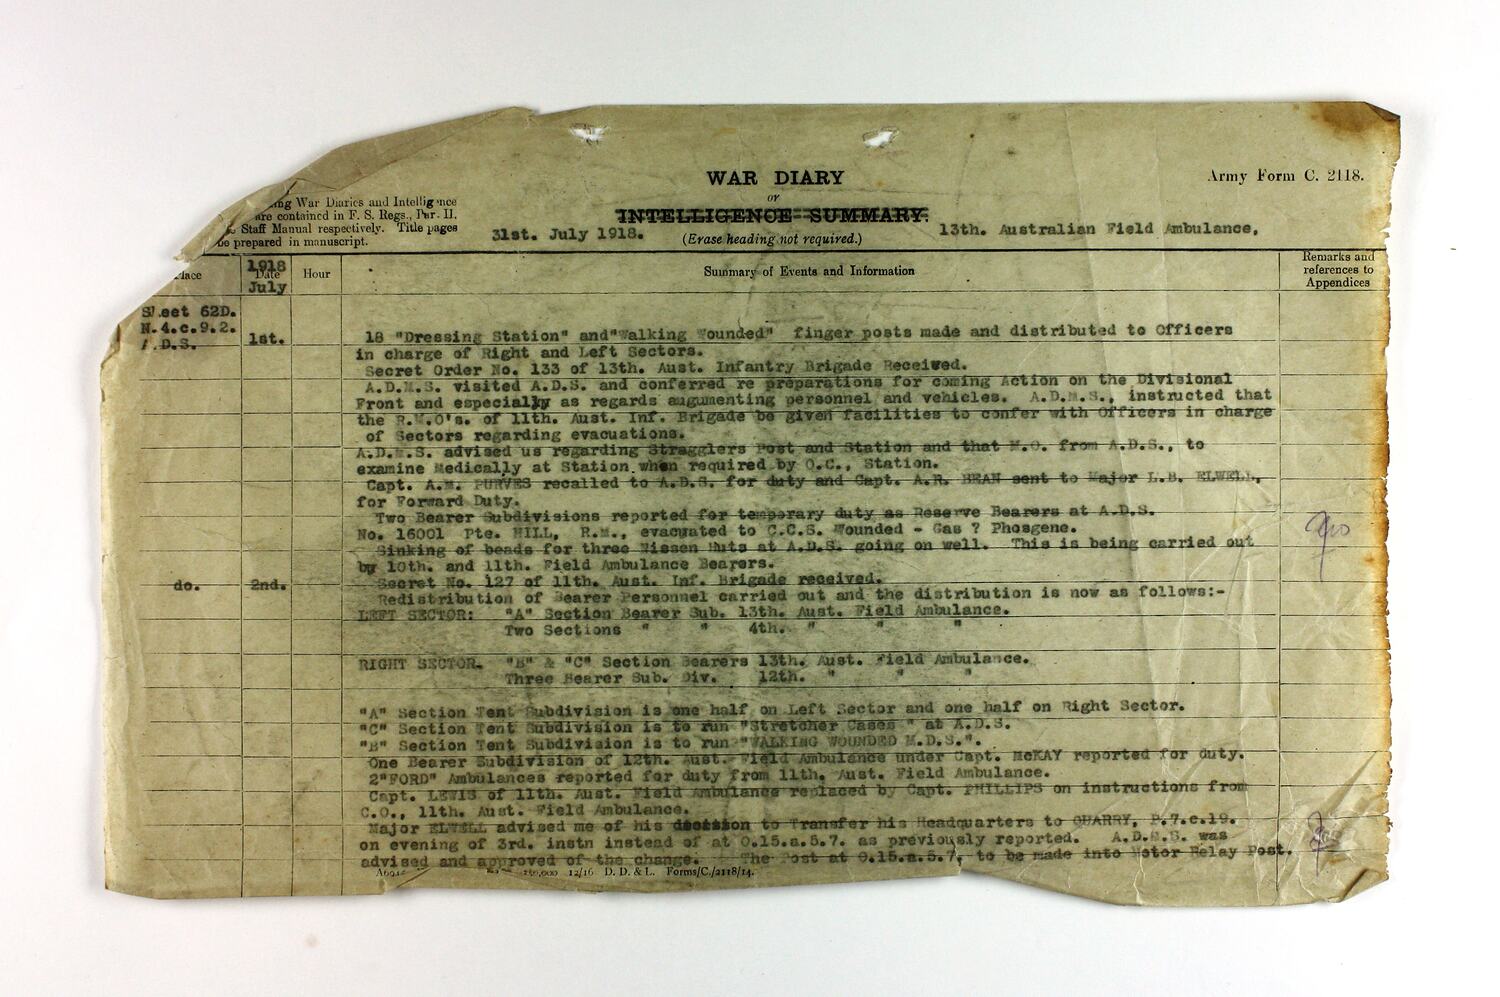 WAR DIARY
Army Form C. 2118.
or
INTELLIGENCE SUMMARY.
(Erase heading not required.)
War Diaries and Intelligence
are contained in F. S. Regs., Par. II.
Staff Manual respectively. Title pages
be prepared in manuscript.
31st. July 1918.
13th. Australian Field Ambulance,
lace
1918
Date
July
Hour
Summary of Events and Information
Remarks and
references to
Appendices
Sheet 62D.
N.4.c.9.2.
A.D.S.
1st.
18 "Dressing Station" and "Walking Wounded" finger posts made and distributed to Officers
in charge of Right and Left Sectors.
Secret Order No. 133 of 13th. Aust. Infantry Brigade Received.
A.D.M.S. visited A.D.S. and conferred re preparations for coming Action on the Divisional
Front and especially as regards augumenting personnel and vehicles. A.D.M.S., instructed that
the R.M.O's. of 11th. Aust. Inf. Brigade be given facilities to confer with Officers in charge
of Sectors regarding evacuations.
A.D.M.S. advised us regarding Stragglers Post and Station and that M.O. from A.D.S., to
examine Medically at Station when required by O.C., Station.
Capt. A.M. PURVES recalled to A.D.S. for duty and Capt. A.R. BEAN sent to Major L.B. ELWELL,
for Forward Duty.
Two Bearer Subdivisions reported for temporary duty as Reserve Bearers at A.D.S.
No. 16001 Pte. HILL, R.M., evacuated to C.C.S. Wounded - Gas ? Phosgene.
Sinking of beads for three Nissen Huts at A.D.S. going on well. This is being carried out
by 10th. and 11th. Field Ambulance Bearers.
do. 2nd.
Secret No. 127 of 11th. Aust. Inf. Brigade received.
Redistribution of Bearer Personnel carried out and the distribution is now as follows:-
LEFT SECTOR: "A" Section Bearer Sub. 13th. Aust. Field Ambulance.
Two Sections " " 4th. " " "
RIGHT SECTOR. "B" & "C" Section Bearers 13th. Aust. Field Ambulance.
Three Bearer Sub. Div. 12th. " " "
"A" Section Tent Subdivision is one half on Left Sector and one half on Right Sector.
"C" Section Tent Subdivision is to run "Stretcher Cases " at A.D.S.
"B" Section Tent Subdivision is to run "WALKING WOUNDED M.D.S.".
One Bearer Subdivision of 12th. Aust. Field Ambulance under Capt. McKAY reported for duty.
2"FORD" Ambulances reported for duty from 11th. Aust. Field Ambulance.
Capt. LEWIS of 11th. Aust. Field Ambulance replaced by Capt. PHILLIPS on instructions from
C.O., 11th. Aust. Field Ambulance.
Major ELWELL advised me of his decision to Transfer his Headquarters to QUARRY, P.7.c.19.
on evening of 3rd. instn instead of at O.15.a.5.7. as previously reported. A.D.M.S. was
advised and approved of the change. The Post at O.15.a.5.7, to be made into Motor Relay Post.
12/16 D. D. & L. Forms/C./2118/14.